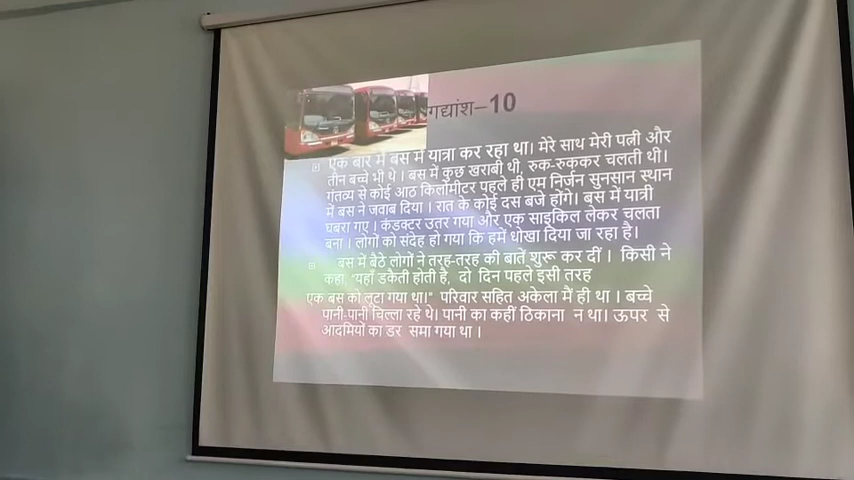 गद्यांश–10
एक बार मैं बस में यात्रा कर रहा था। मेरे साथ मेरी पत्नी और
तीन बच्चे भी थे। बस में कुछ खराबी थी, रुक-रुककर चलती थी।
गंतव्य से कोई आठ किलोमीटर पहले ही एम निर्जन सुनसान स्थान
में बस ने जवाब दिया। रात के कोई दस बजे होंगे। बस में यात्री
घबरा गए। कंडक्टर उतर गया और एक साइकिल लेकर चलता
बना। लोगों को संदेह हो गया कि हमें धोखा दिया जा रहा है।
बस में बैठे लोगों ने तरह-तरह की बातें शुरू कर दीं। किसी ने
कहा, "यहाँ डकैती होती है, दो दिन पहले इसी तरह
एक बस को लूटा गया था।" परिवार सहित अकेला मैं ही था। बच्चे
पानी-पानी चिल्ला रहे थे। पानी का कहीं ठिकाना न था। ऊपर से
आदमियों का डर समा गया था।